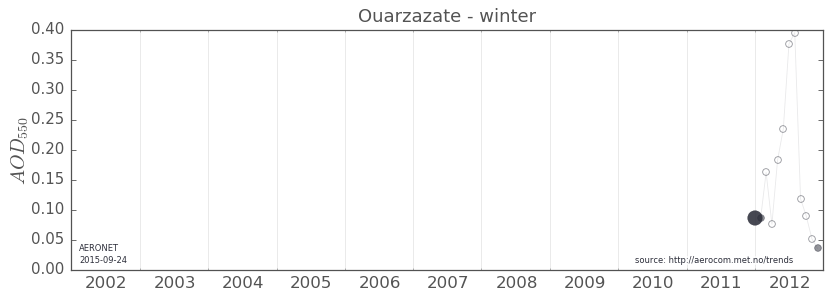 Ouarzazate - winter
0.40
0.35
0.30
0.25
0.20
0.15
0.10
0.05
0.00
AOD550
AERONET
2015-09-24
source: http://aerocom.met.no/trends
2002 2003 2004 2005 2006 2007 2008 2009 2010 2011 2012